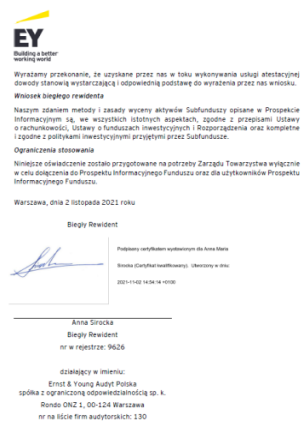 EY
Building a better
working world
Wyrażamy przekonanie, że uzyskane przez nas w toku wykonywania usługi atestacyjnej
dowody stanowią wystarczającą i odpowiednią podstawę do wyrażenia przez nas wniosku.
Wniosek biegłego rewidenta
Naszym zdaniem metody i zasady wyceny aktywów Subfunduszy opisane w Prospekcie
Informacyjnym są, we wszystkich istotnych aspektach, zgodne z przepisami Ustawy
o rachunkowości, Ustawy o funduszach inwestycyjnych i Rozporządzenia oraz kompletne
i zgodne z politykami inwestycyjnymi przyjętymi przez Subfundusze.
Ograniczenia stosowania
Niniejsze oświadczenie zostało przygotowane na potrzeby Zarządu Towarzystwa wyłącznie
w celu dołączenia do Prospektu Informacyjnego Funduszu oraz dla użytkowników Prospektu
Informacyjnego Funduszu.
Warszawa, dnia 2 listopada 2021 roku
Biegły Rewident
Podpisany certyfikatem wystawionym dla Anna Maria
Sirocka (Certyfikat kwalifikowany). Utworzony w dniu
2021-11-02 14:54:14 +0100
Anna Sirocka
Biegły Rewident
nr w rejestrze: 9626
działający w imieniu:
Ernst & Young Audyt Polska
spółka z ograniczoną odpowiedzialnością sp. k.
Rondo ONZ 1, 00-124 Warszawa
nr na liście firm audytorskich: 130